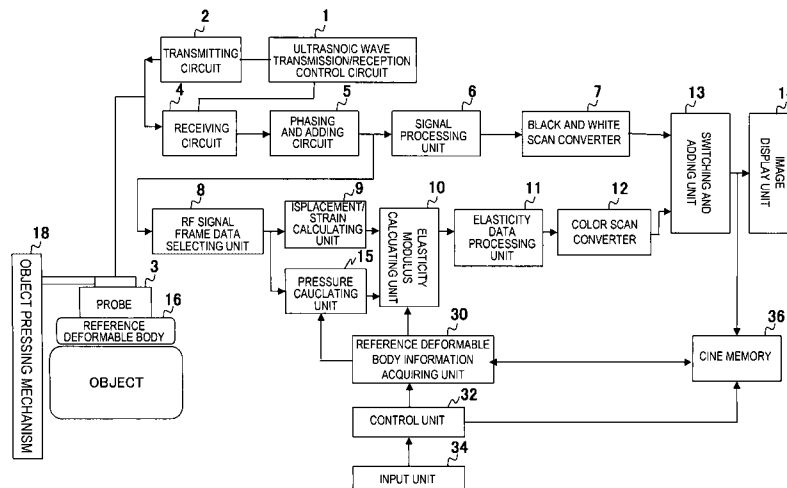 2
TRANSMITTING
CIRCUIT
1
ULTRASNOIC WAVE
TRANSMISSION/RECEPTION
CONTROL CIRCUIT
4
RECEIVING
CIRCUIT
5
PHASING
AND ADDING
CIRCUIT
6
SIGNAL
PROCESSING
UNIT
7
BLACK AND WHITE
SCAN CONVERTER
13
SWITCHING AND
ADDING UNIT
IMAGE
DISPLAY UNIT
8
RF SIGNAL
FRAME DATA
SELECTING UNIT
9
ISPLACEMENT/
STRAIN CALCULATING
UNIT
10
ELASTICITY
MODULUS
CALCUATING UNIT
11
ELASTICITY
DATA
PROCESSING
UNIT
12
COLOR SCAN
CONVERTER
15
PRESSURE
CAUCLATING
UNIT
18
OBJECT PRESSING MECHANISM
3
PROBE
16
REFERENCE
DEFORMABLE BODY
OBJECT
30
REFERENCE DEFORMABLE
BODY INFORMATION
ACQUIRING UNIT
36
CINE MEMORY
32
CONTROL UNIT
34
INPUT UNIT